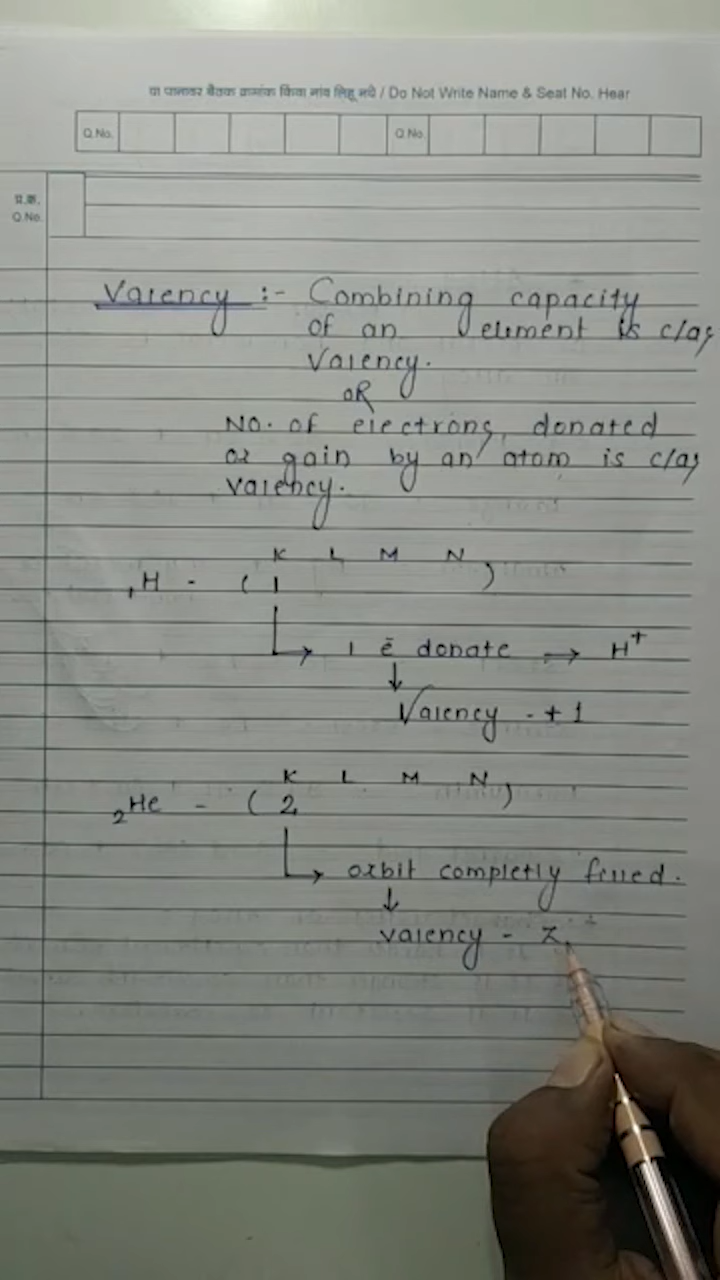 या पानावर बैठक क्रमांक किंवा नांव लिहू नये / Do Not Write Name & Seat No. Hear
Q.No. Q.No.
प्र.क्र.
Q.No.
Valency :- Combining capacity
of an element is c/as
Valency.
OR
No. of electrons, donated
or gain by an atom is c/as
valency.
K L M N
₁H - ( 1 )
→ 1 ē donate → H⁺
↓
Valency - +1
K L M N
₂He - ( 2 )
→ orbit completly filled.
↓
valency - z